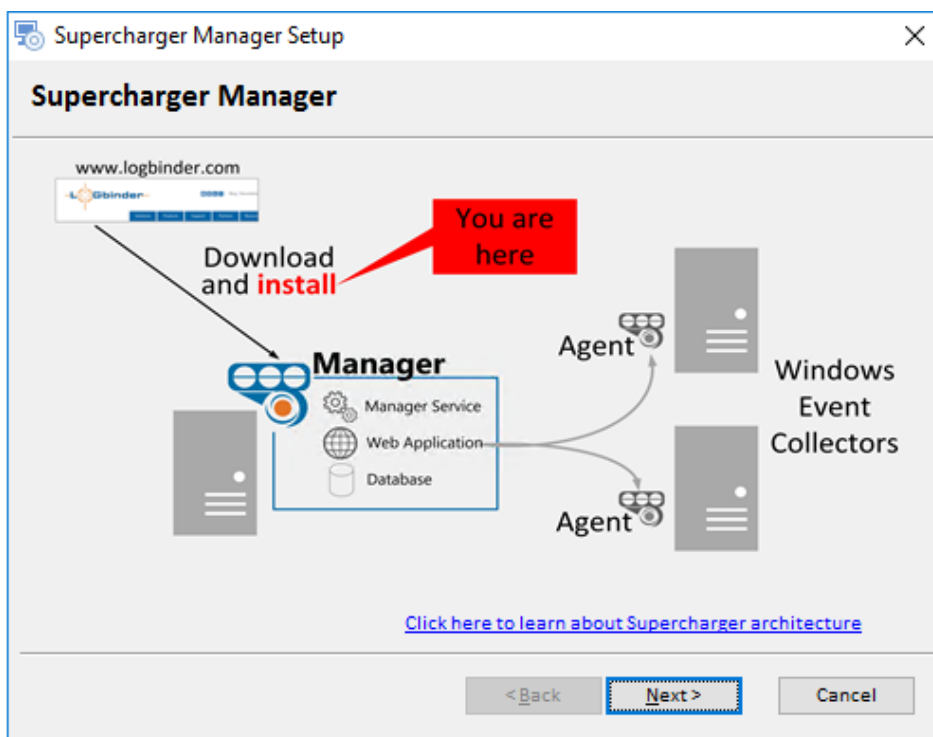 Supercharger Manager Setup
Supercharger Manager
www.logbinder.com
LOGbinder
You are
here
Download
and install
Agent
Manager
Windows
Event
Collectors
Manager Service
Web Application
Database
Agent
Click here to learn about Supercharger architecture
< Back
Next >
Cancel